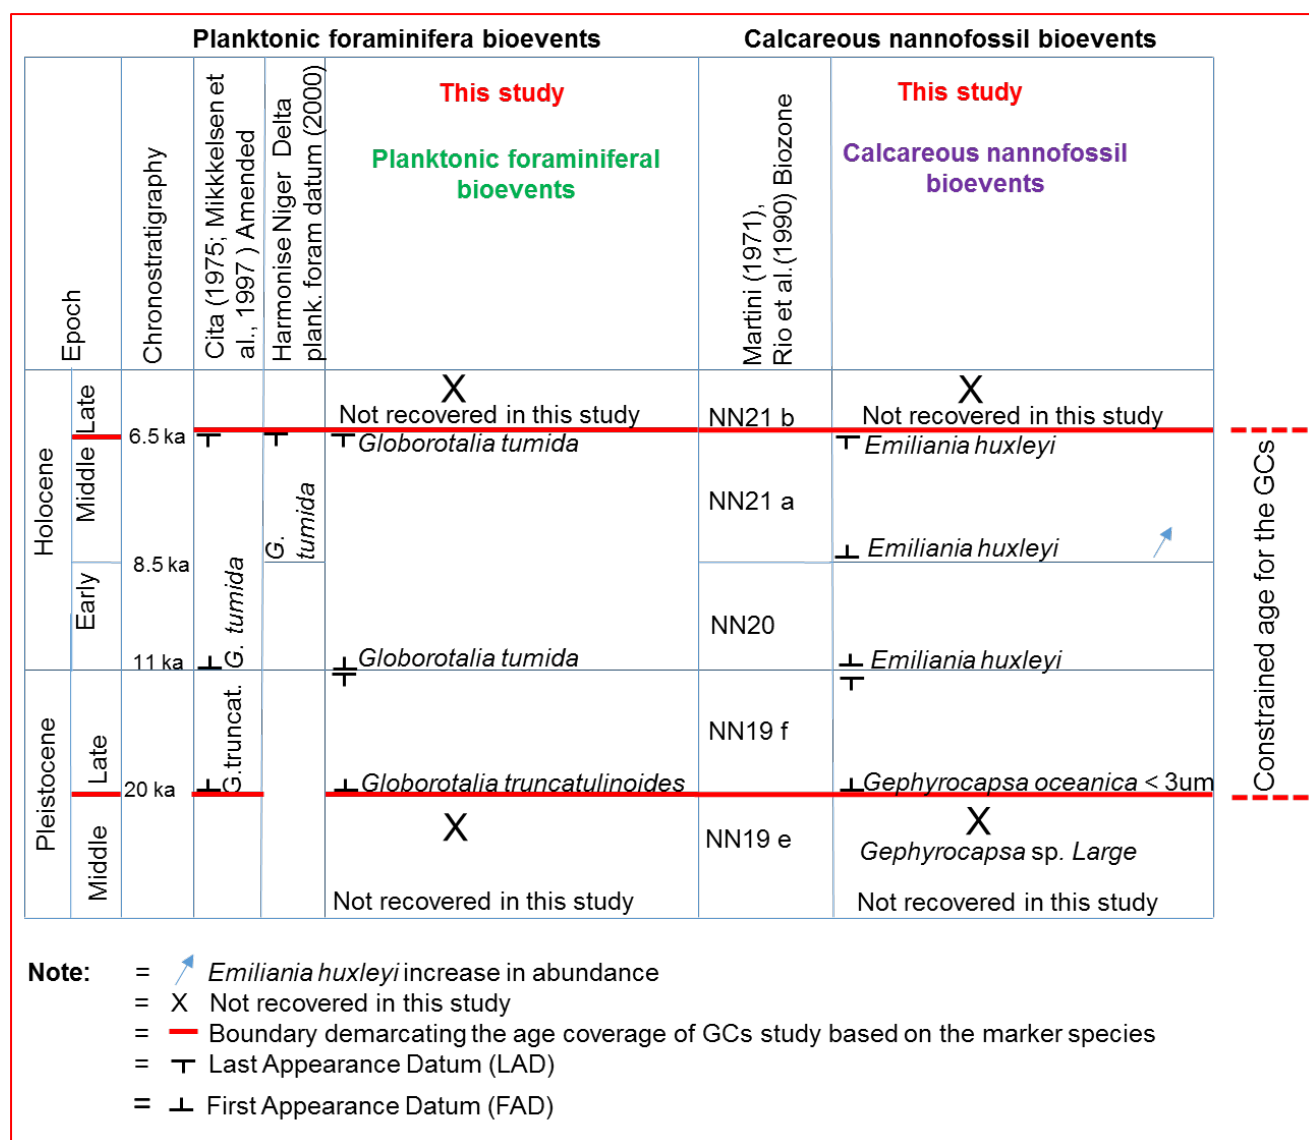 Planktonic foraminifera bioevents
Calcareous nannofossil bioevents
Epoch
Chronostratigraphy
Cita (1975; Mikkkelsen et
al., 1997 ) Amended
Harmonise Niger Delta
plank. foram datum (2000)
This study
Planktonic foraminiferal
bioevents
Martini (1971),
Rio et al.(1990) Biozone
This study
Calcareous nannofossil
bioevents
Holocene
Late
Middle
Early
Pleistocene
Late
Middle
6.5 ka
8.5 ka
11 ka
20 ka
G. tumida
G.truncat.
G.
tumida
X
Not recovered in this study
Globorotalia tumida
Globorotalia tumida
Globorotalia truncatulinoides
X
Not recovered in this study
NN21 b
NN21 a
NN20
NN19 f
NN19 e
X
Not recovered in this study
Emiliania huxleyi
Emiliania huxleyi
Emiliania huxleyi
Gephyrocapsa oceanica < 3um
X
Gephyrocapsa sp. Large
Not recovered in this study
Constrained age for the GCs
Note: = Emiliania huxleyi increase in abundance
= X Not recovered in this study
= Boundary demarcating the age coverage of GCs study based on the marker species
= Last Appearance Datum (LAD)
= First Appearance Datum (FAD)